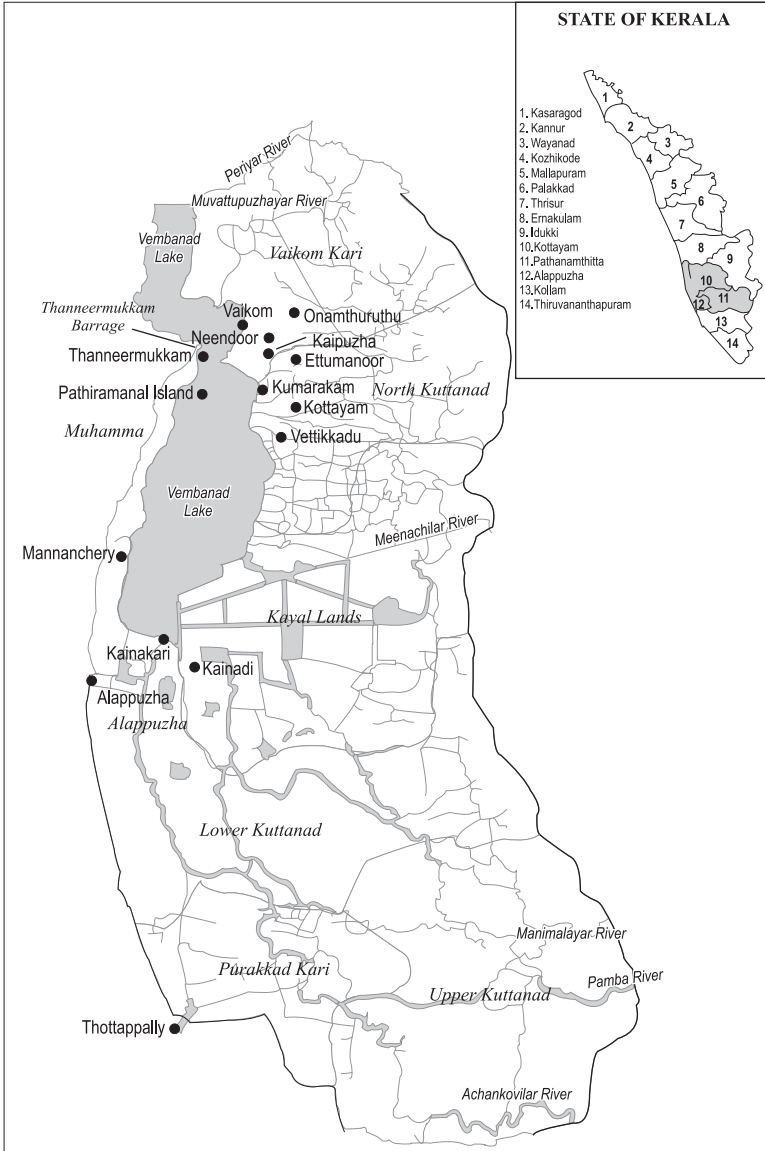 STATE OF KERALA
1. Kasaragod
2. Kannur
3. Wayanad
4. Kozhikode
5. Mallapuram
6. Palakkad
7. Thrisur
8. Ernakulam
9. Idukki
10. Kottayam
11. Pathanamthitta
12. Alappuzha
13. Kollam
14. Thiruvananthapuram
1
2
3
4
5
6
7
8
9
10
11
12
13
14
Periyar River
Muvattupuzhayar River
Vembanad
Lake
Vaikom Kari
Thanneermukkam
Barrage
Vaikom
Onamthuruthu
Neendoor
Kaipuzha
Thanneermukkam
Ettumanoor
Pathiramanal Island
Kumarakam
North Kuttanad
Kottayam
Muhamma
Vettikkadu
Vembanad
Lake
Meenachilar River
Mannanchery
Kayal Lands
Kainakari
Kainadi
Alappuzha
Alappuzha
Lower Kuttanad
Manimalayar River
Purakkad Kari
Pamba River
Upper Kuttanad
Thottappally
Achankovilar River